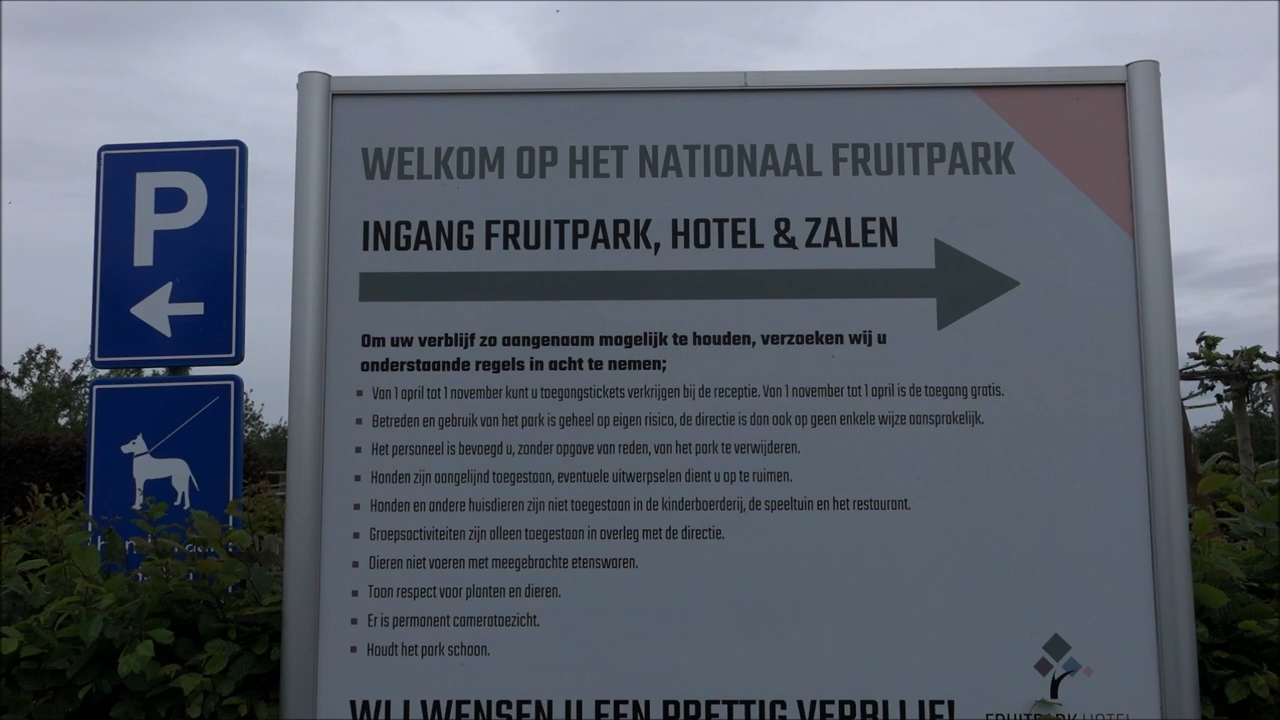 P
WELKOM OP HET NATIONAAL FRUITPARK
INGANG FRUITPARK, HOTEL & ZALEN
Om uw verblijf zo aangenaam mogelijk te houden, verzoeken wij u
onderstaande regels in acht te nemen;
▪ Van 1 april tot 1 november kunt u toegangstickets verkrijgen bij de receptie. Van 1 november tot 1 april is de toegang gratis.
▪ Betreden en gebruik van het park is geheel op eigen risico, de directie is dan ook op geen enkele wijze aansprakelijk.
▪ Het personeel is bevoegd u, zonder opgave van reden, van het park te verwijderen.
▪ Honden zijn aangelijnd toegestaan, eventuele uitwerpselen dient u op te ruimen.
▪ Honden en andere huisdieren zijn niet toegestaan in de kinderboerderij, de speeltuin en het restaurant.
▪ Groepsactiviteiten zijn alleen toegestaan in overleg met de directie.
▪ Dieren niet voeren met meegebrachte etenswaren.
▪ Toon respect voor planten en dieren.
▪ Er is permanent cameratoezicht.
▪ Houdt het park schoon.
WIJ WENSEN U EEN PRETTIG VERBLIJF!
FRUITPARK HOTEL